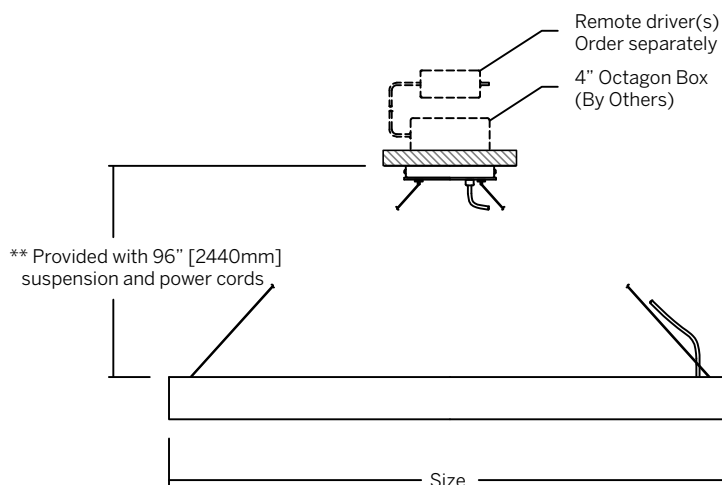 Remote driver(s)
Order separately
4” Octagon Box
(By Others)
** Provided with 96” [2440mm]
suspension and power cords
Size